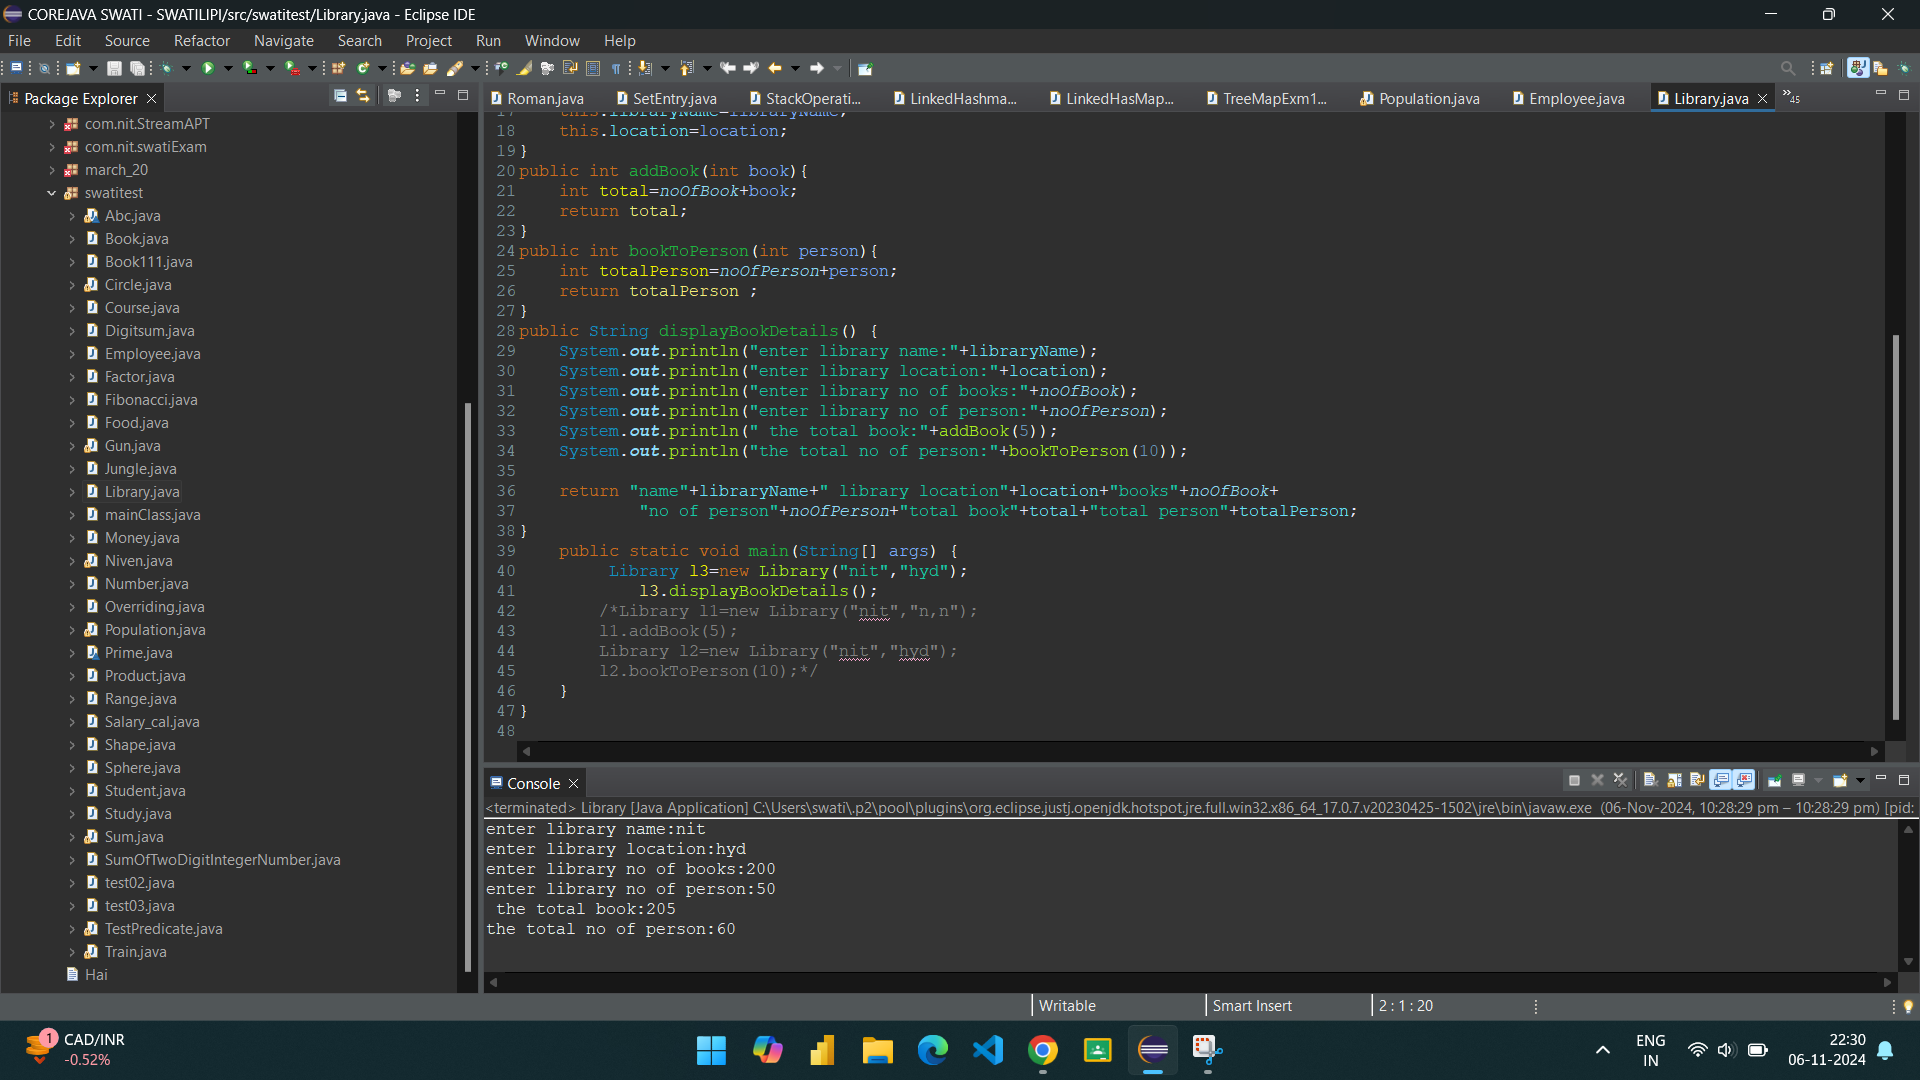 COREJAVA SWATI - SWATILIPI/src/swatitest/Library.java - Eclipse IDE
File Edit Source Refactor Navigate Search Project Run Window Help
Package Explorer
com.nit.StreamAPT
com.nit.swatiExam
march_20
swatitest
Abc.java
Book.java
Book111.java
Circle.java
Course.java
Digitsum.java
Employee.java
Factor.java
Fibonacci.java
Food.java
Gun.java
Jungle.java
Library.java
mainClass.java
Money.java
Niven.java
Number.java
Overriding.java
Population.java
Prime.java
Product.java
Range.java
Salary_cal.java
Shape.java
Sphere.java
Student.java
Study.java
Sum.java
SumOfTwoDigitIntegerNumber.java
test02.java
test03.java
TestPredicate.java
Train.java
Hai
Roman.java SetEntry.java StackOperati... LinkedHashma... LinkedHasMap... TreeMapExm1... Population.java Employee.java Library.java »45
17 this.libraryName=libraryName;
18 this.location=location;
19 }
20 public int addBook(int book){
21 int total=noOfBook+book;
22 return total;
23 }
24 public int bookToPerson(int person){
25 int totalPerson=noOfPerson+person;
26 return totalPerson ;
27 }
28 public String displayBookDetails() {
29 System.out.println("enter library name:"+libraryName);
30 System.out.println("enter library location:"+location);
31 System.out.println("enter library no of books:"+noOfBook);
32 System.out.println("enter library no of person:"+noOfPerson);
33 System.out.println(" the total book:"+addBook(5));
34 System.out.println("the total no of person:"+bookToPerson(10));
35
36 return "name"+libraryName+" library location"+location+"books"+noOfBook+
37 "no of person"+noOfPerson+"total book"+total+"total person"+totalPerson;
38 }
39 public static void main(String[] args) {
40 Library l3=new Library("nit","hyd");
41 l3.displayBookDetails();
42 /*Library l1=new Library("nit","n,n");
43 l1.addBook(5);
44 Library l2=new Library("nit","hyd");
45 l2.bookToPerson(10);*/
46 }
47 }
48
Console
<terminated> Library [Java Application] C:\Users\swati\.p2\pool\plugins\org.eclipse.justj.openjdk.hotspot.jre.full.win32.x86_64_17.0.7.v20230425-1502\jre\bin\javaw.exe (06-Nov-2024, 10:28:29 pm – 10:28:29 pm) [pid:
enter library name:nit
enter library location:hyd
enter library no of books:200
enter library no of person:50
the total book:205
the total no of person:60
Writable Smart Insert 2 : 1 : 20
1 CAD/INR
-0.52%
ENG
IN
22:30
06-11-2024